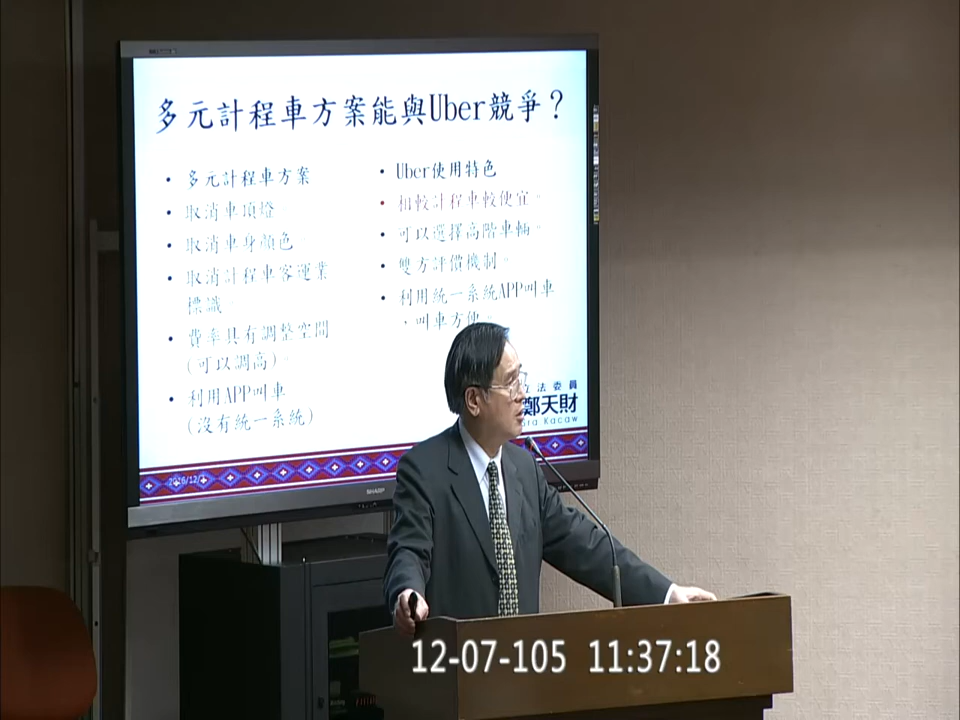 多元計程車方案能與Uber競爭？
• 多元計程車方案
• 取消車頂燈
• 取消車身顏色
• 取消計程車客運業
標識。
• 費率具有調整空間
(可以調高)。
• 利用APP叫車
(沒有統一系統)
• Uber使用特色
• 相較計程車較便宜。
• 可以選擇高階車輛。
• 雙方評價機制。
• 利用統一系統APP叫車
，叫車方便。
立法委員
鄭天財
Sra Kacaw
SHARP
12-07-105 11:37:18